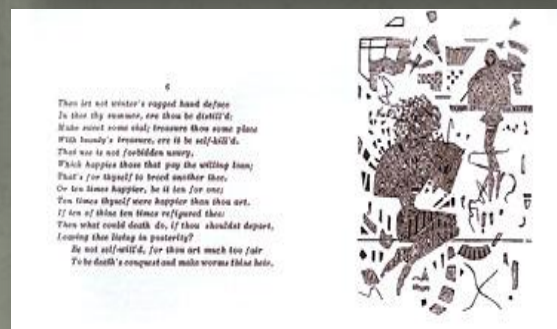 6
Then let not winter's ragged hand deface
In thee thy summer, ere thou be distill'd:
Make sweet some vial; treasure thou some place
With beauty's treasure, ere it be self-kill'd.
That use is not forbidden usury,
Which happies those that pay the willing loan;
That's for thyself to breed another thee,
Or ten times happier, be it ten for one;
Ten times thyself were happier than thou art,
If ten of thine ten times refigured thee:
Then what could death do, if thou shouldst depart,
Leaving thee living in posterity?
Be not self-will'd, for thou art much too fair
To be death's conquest and make worms thine heir.